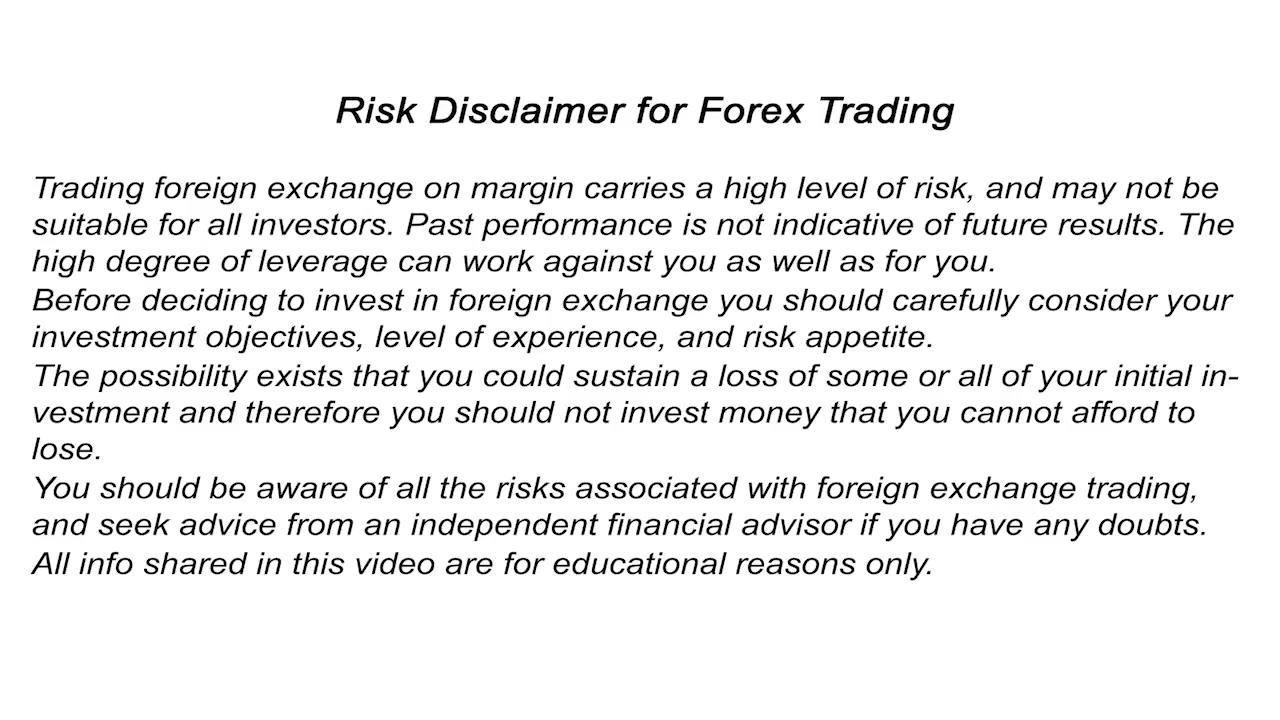 Risk Disclaimer for Forex Trading
Trading foreign exchange on margin carries a high level of risk, and may not be
suitable for all investors. Past performance is not indicative of future results. The
high degree of leverage can work against you as well as for you.
Before deciding to invest in foreign exchange you should carefully consider your
investment objectives, level of experience, and risk appetite.
The possibility exists that you could sustain a loss of some or all of your initial in-
vestment and therefore you should not invest money that you cannot afford to
lose.
You should be aware of all the risks associated with foreign exchange trading,
and seek advice from an independent financial advisor if you have any doubts.
All info shared in this video are for educational reasons only.